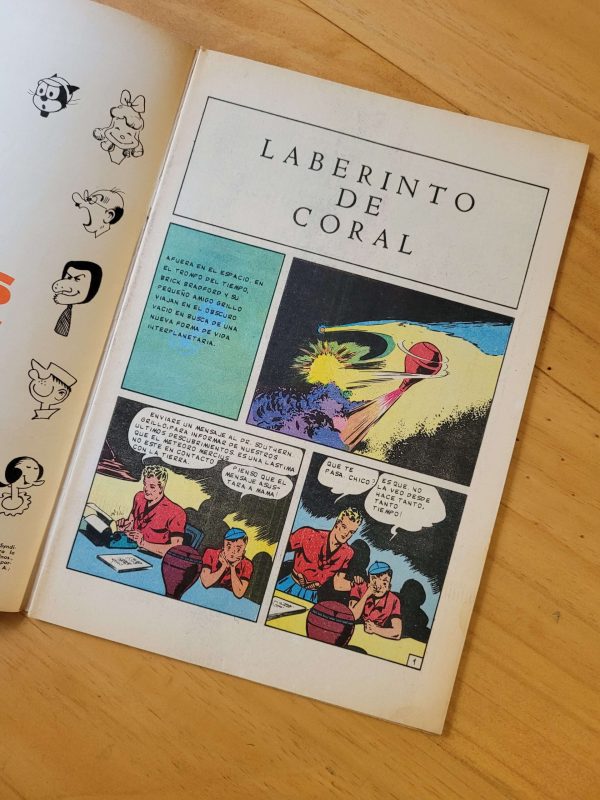 LABERINTO
DE
CORAL
AFUERA EN EL ESPACIO, EN
EL TROMPO DEL TIEMPO,
BRICK BRADFORD Y SU
PEQUEÑO AMIGO GRILLO
VIAJAN EN EL OBSCURO
VACIO EN BUSCA DE UNA
NUEVA FORMA DE VIDA
INTERPLANETARIA.
ENVIARE UN MENSAJE AL DR. SOUTHERN
GRILLO, PARA INFORMAR DE NUESTROS
ULTIMOS DESCUBRIMIENTOS. ES UNA LASTIMA
QUE EL METEORO MERCIUS
NO ESTE EN CONTACTO
CON LA TIERRA.
PIENSO QUE EL
MENSAJE ASUS-
TARA A MAMA!
QUE TE
PASA CHICO?
ES QUE, NO
LA VEO DESDE
HACE TANTO,
TANTO
TIEMPO!
1
S